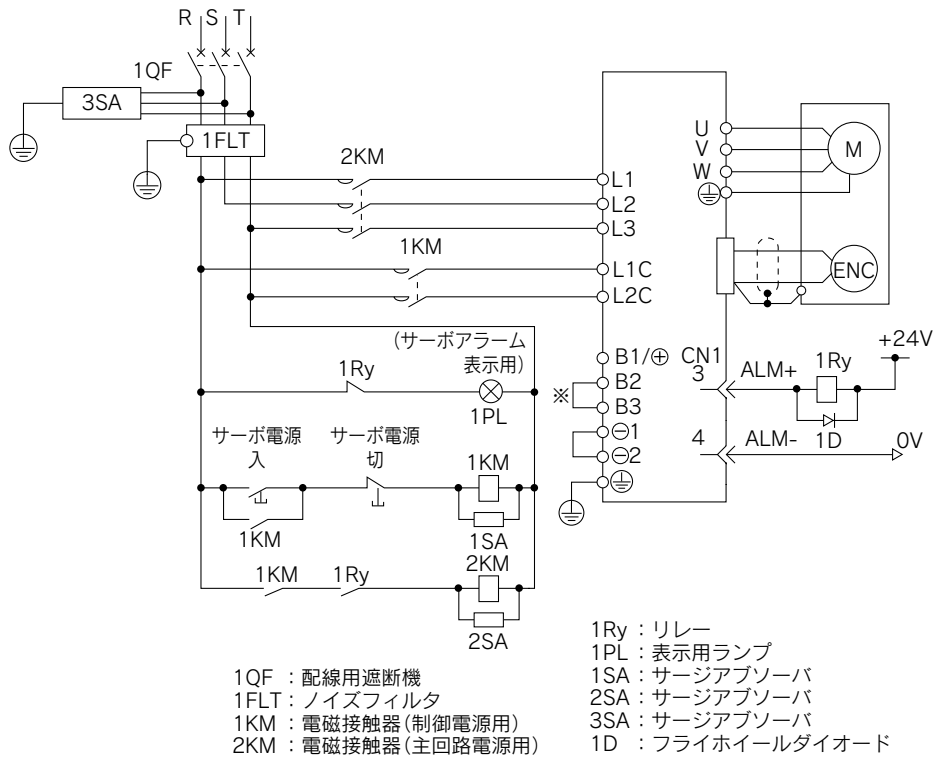 R S T
1QF
3SA
1FLT
2KM
L1
L2
L3
1KM
L1C
L2C
U
V
W
M
ENC
(サーボアラーム
表示用)
1Ry
1PL
B1/⊕
※
B2
B3
⊖1
⊖2
CN1
3
ALM+
1Ry
+24V
1D
4
ALM-
0V
サーボ電源
入
サーボ電源
切
1KM
1KM
1SA
1KM
1Ry
2KM
2SA
1QF :配線用遮断機
1FLT:ノイズフィルタ
1KM :電磁接触器(制御電源用)
2KM :電磁接触器(主回路電源用)
1Ry :リレー
1PL :表示用ランプ
1SA :サージアブソーバ
2SA :サージアブソーバ
3SA :サージアブソーバ
1D :フライホイールダイオード